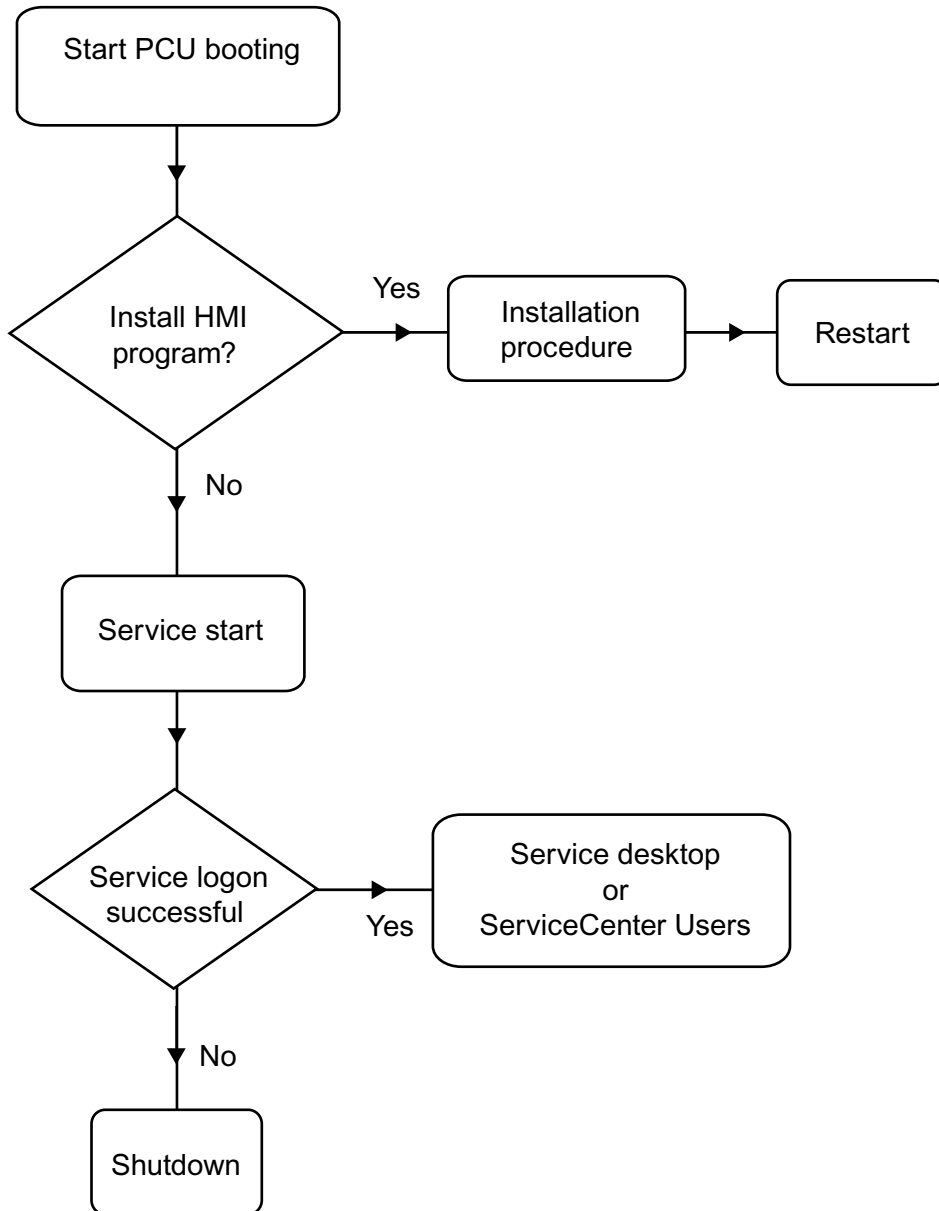 Start PCU booting
Install HMI
program?
Yes
Installation
procedure
Restart
No
Service start
Service logon
successful
Yes
Service desktop
or
ServiceCenter Users
No
Shutdown